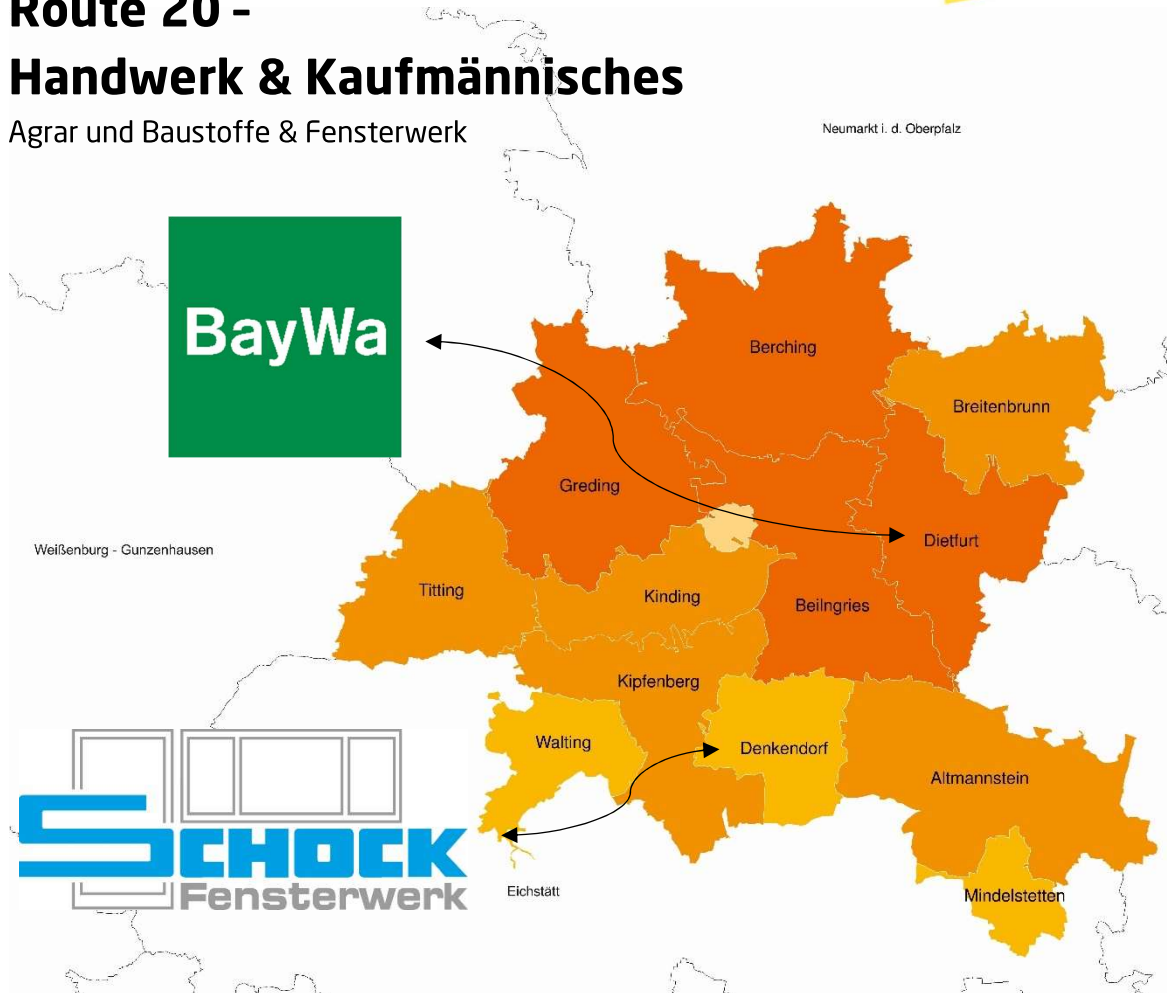 Route 20 –
Handwerk & Kaufmännisches
Agrar und Baustoffe & Fensterwerk
Neumarkt i. d. Oberpfalz
BayWa
Berching
Breitenbrunn
Greding
Dietfurt
Weißenburg - Gunzenhausen
Titting
Kinding
Beilngries
Kipfenberg
Walting
Denkendorf
Altmannstein
SCHOCK
Fensterwerk
Eichstätt
Mindelstetten